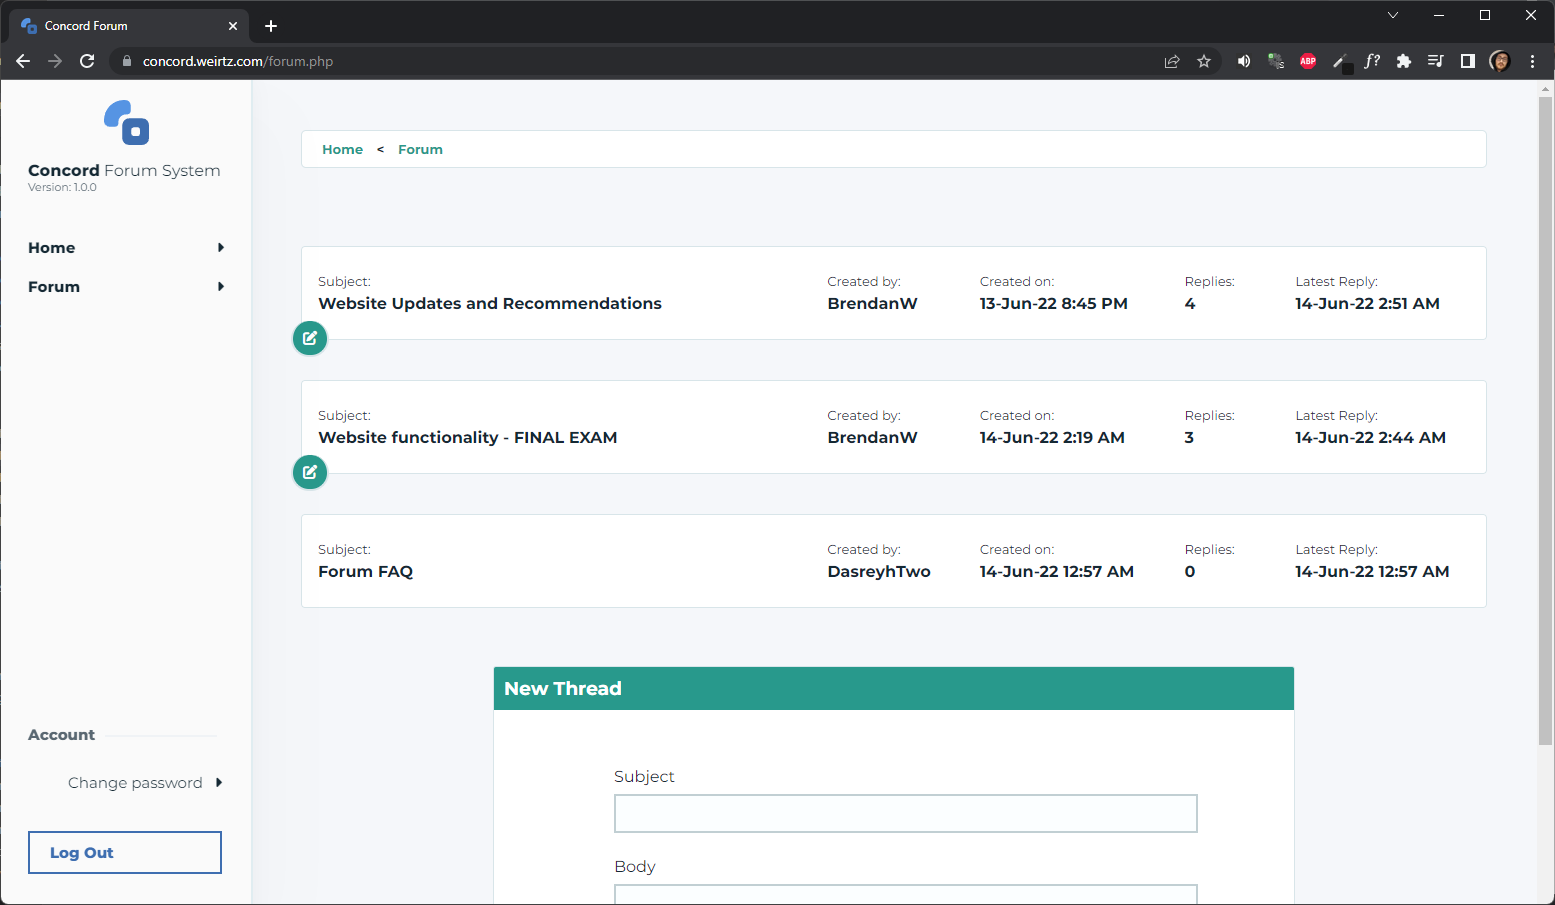 Concord Forum
concord.weirtz.com/forum.php
ABP
f?
Concord Forum System
Version: 1.0.0
Home
Forum
Account
Change password
Log Out
Home < Forum
Subject: Created by: Created on: Replies: Latest Reply:
Website Updates and Recommendations BrendanW 13-Jun-22 8:45 PM 4 14-Jun-22 2:51 AM
Subject: Created by: Created on: Replies: Latest Reply:
Website functionality - FINAL EXAM BrendanW 14-Jun-22 2:19 AM 3 14-Jun-22 2:44 AM
Subject: Created by: Created on: Replies: Latest Reply:
Forum FAQ DasreyhTwo 14-Jun-22 12:57 AM 0 14-Jun-22 12:57 AM
New Thread
Subject
Body